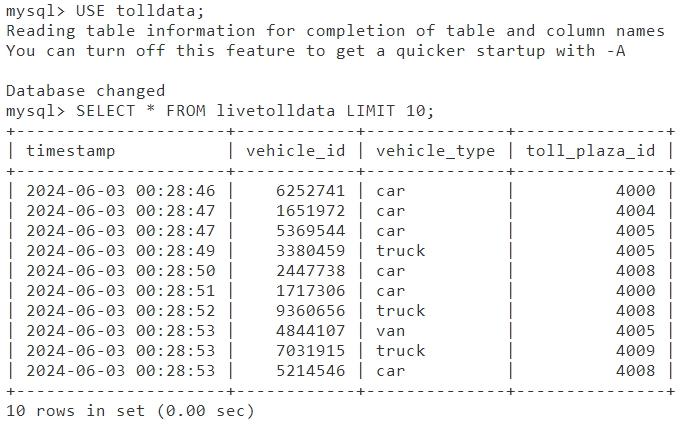 mysql> USE tolldata;
Reading table information for completion of table and column names
You can turn off this feature to get a quicker startup with -A

Database changed
mysql> SELECT * FROM livetolldata LIMIT 10;
+---------------------+------------+--------------+---------------+
| timestamp           | vehicle_id | vehicle_type | toll_plaza_id |
+---------------------+------------+--------------+---------------+
| 2024-06-03 00:28:46 |    6252741 | car          |          4000 |
| 2024-06-03 00:28:47 |    1651972 | car          |          4004 |
| 2024-06-03 00:28:47 |    5369544 | car          |          4005 |
| 2024-06-03 00:28:49 |    3380459 | truck        |          4005 |
| 2024-06-03 00:28:50 |    2447738 | car          |          4008 |
| 2024-06-03 00:28:51 |    1717306 | car          |          4000 |
| 2024-06-03 00:28:52 |    9360656 | truck        |          4008 |
| 2024-06-03 00:28:53 |    4844107 | van          |          4005 |
| 2024-06-03 00:28:53 |    7031915 | truck        |          4009 |
| 2024-06-03 00:28:53 |    5214546 | car          |          4008 |
+---------------------+------------+--------------+---------------+
10 rows in set (0.00 sec)